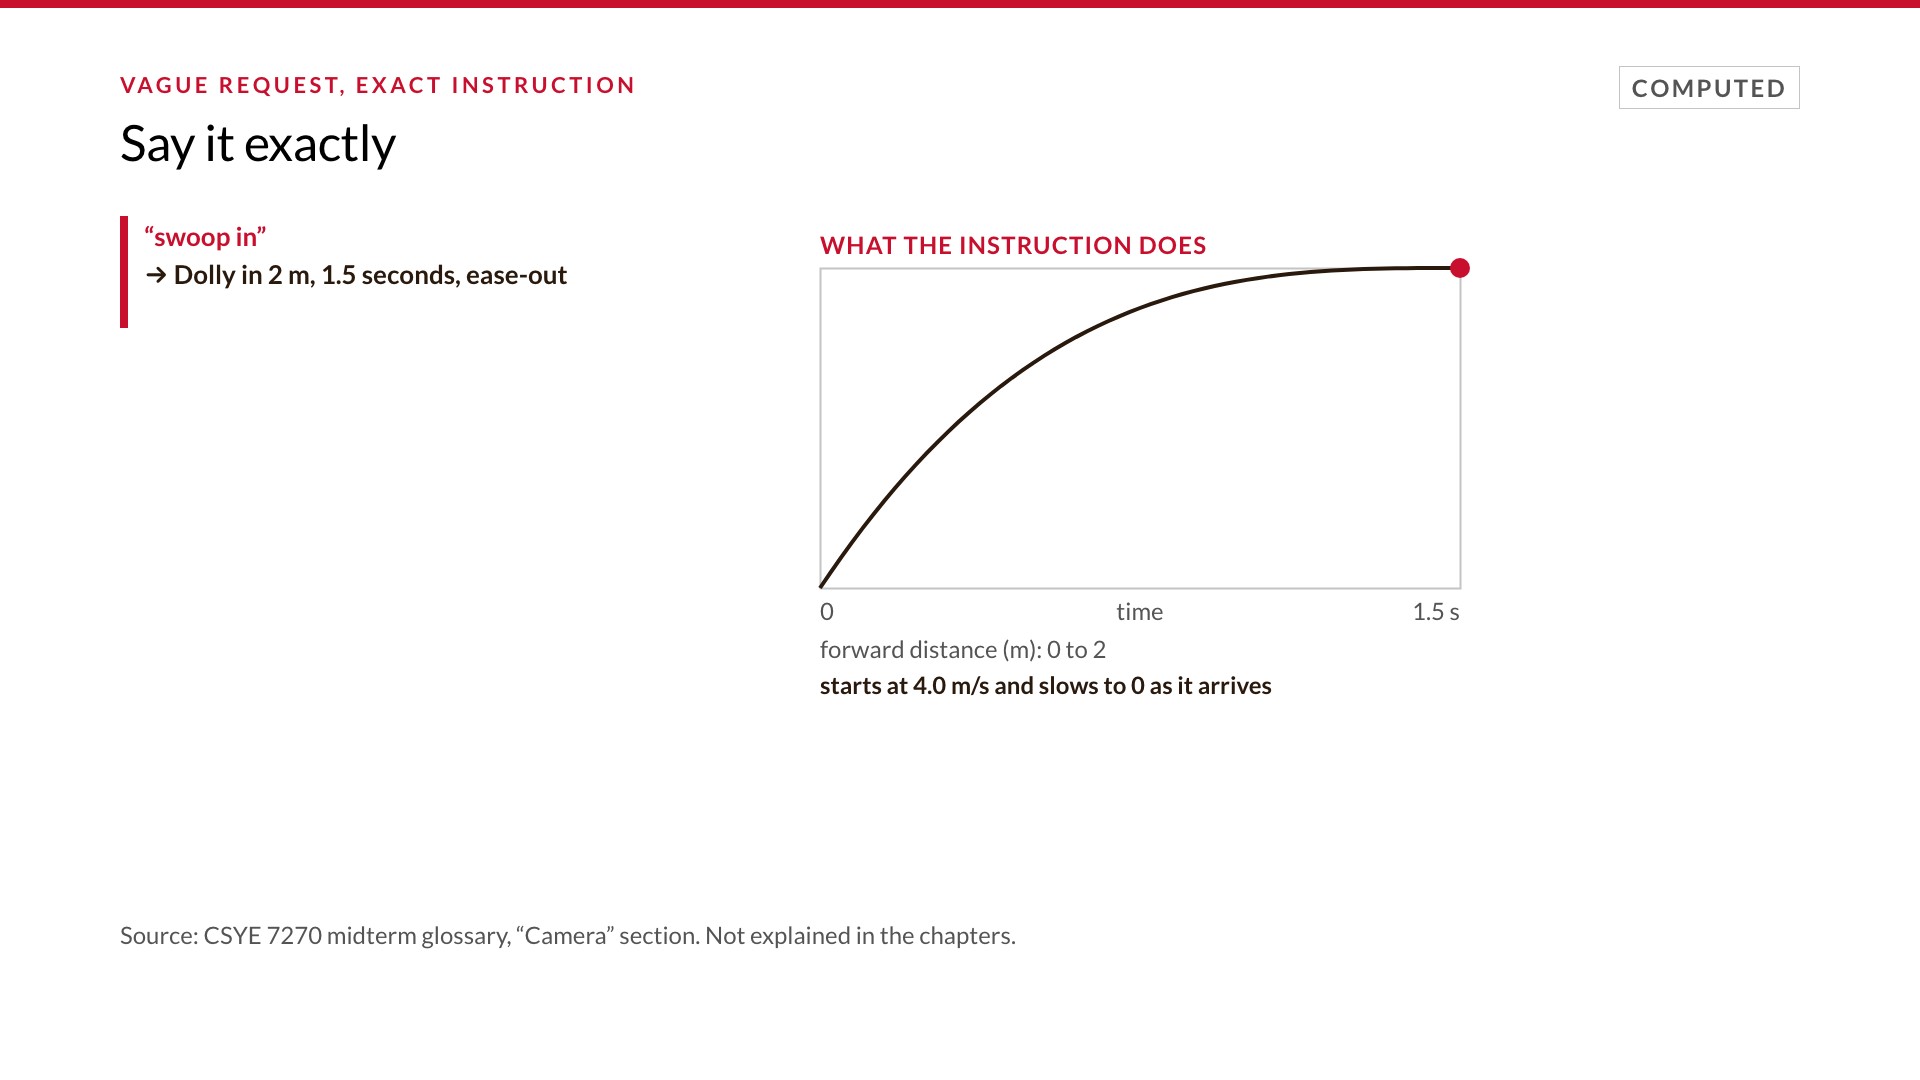 VAGUE REQUEST, EXACT INSTRUCTION
COMPUTED
Say it exactly
“swoop in”
→ Dolly in 2 m, 1.5 seconds, ease-out
WHAT THE INSTRUCTION DOES
0 time 1.5 s
forward distance (m): 0 to 2
starts at 4.0 m/s and slows to 0 as it arrives
Source: CSYE 7270 midterm glossary, “Camera” section. Not explained in the chapters.